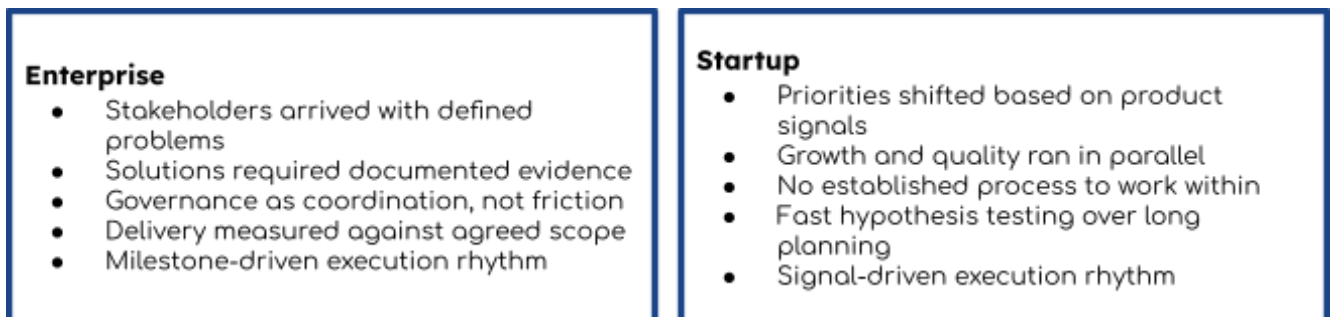 Enterprise
● Stakeholders arrived with defined
problems
● Solutions required documented evidence
● Governance as coordination, not friction
● Delivery measured against agreed scope
● Milestone-driven execution rhythm
Startup
● Priorities shifted based on product
signals
● Growth and quality ran in parallel
● No established process to work within
● Fast hypothesis testing over long
planning
● Signal-driven execution rhythm